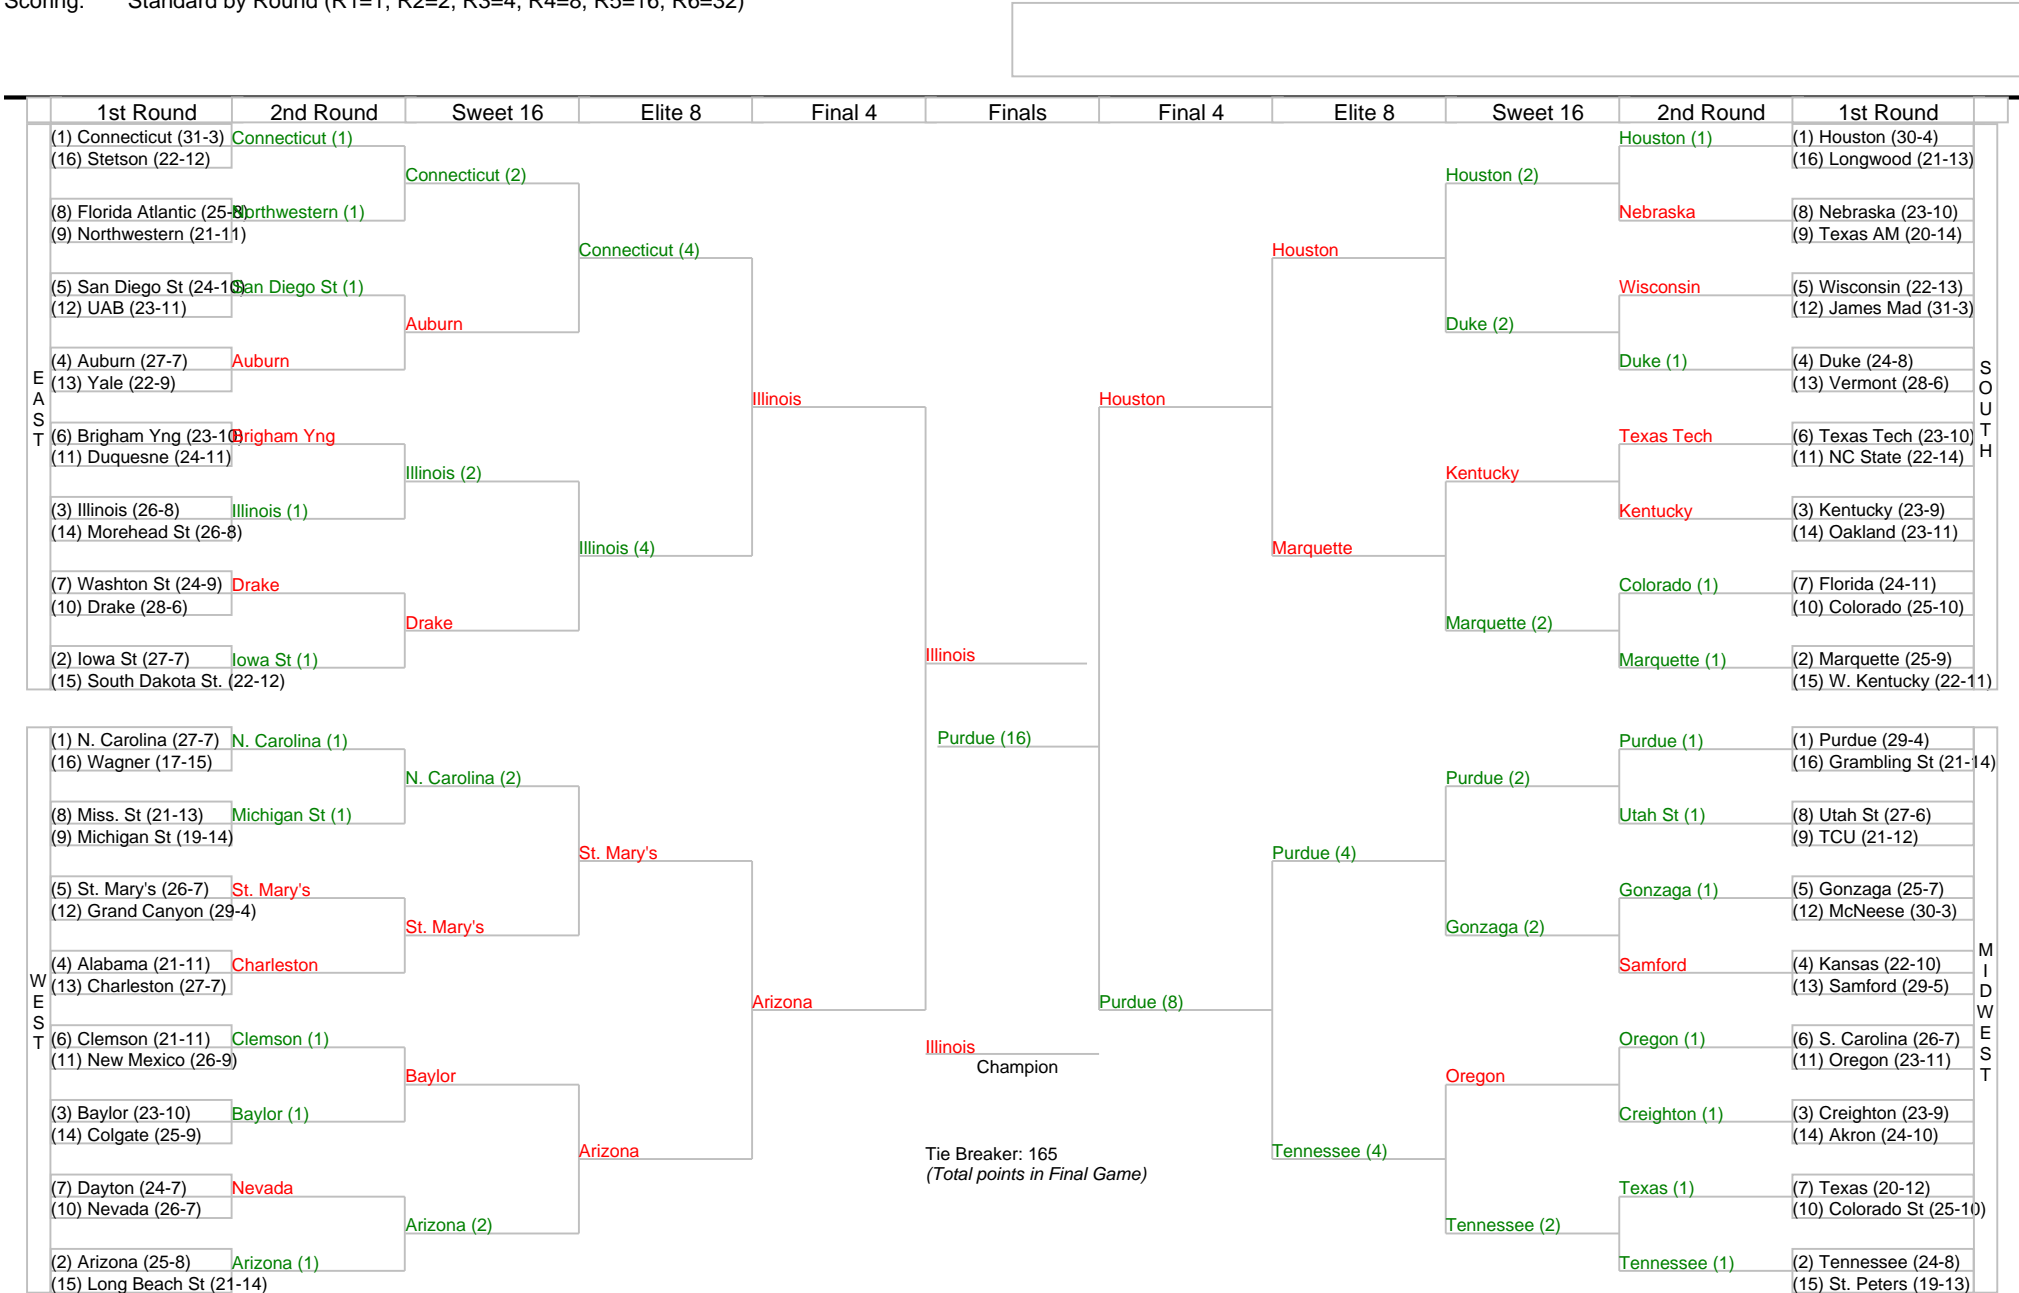 Scoring: Standard by Round (R1=1, R2=2, R3=4, R4=8, R5=16, R6=32)
1st Round 2nd Round Sweet 16 Elite 8 Final 4 Finals Final 4 Elite 8 Sweet 16 2nd Round 1st Round
EAST
(1) Connecticut (31-3)
(16) Stetson (22-12)
(8) Florida Atlantic (25-8)
(9) Northwestern (21-11)
(5) San Diego St (24-10)
(12) UAB (23-11)
(4) Auburn (27-7)
(13) Yale (22-9)
(6) Brigham Yng (23-10)
(11) Duquesne (24-11)
(3) Illinois (26-8)
(14) Morehead St (26-8)
(7) Washton St (24-9)
(10) Drake (28-6)
(2) Iowa St (27-7)
(15) South Dakota St. (22-12)
Connecticut (1)
Northwestern (1)
San Diego St (1)
Auburn
Brigham Yng
Illinois (1)
Drake
Iowa St (1)
Connecticut (2)
Auburn
Illinois (2)
Drake
Connecticut (4)
Illinois (4)
Illinois
WEST
(1) N. Carolina (27-7)
(16) Wagner (17-15)
(8) Miss. St (21-13)
(9) Michigan St (19-14)
(5) St. Mary's (26-7)
(12) Grand Canyon (29-4)
(4) Alabama (21-11)
(13) Charleston (27-7)
(6) Clemson (21-11)
(11) New Mexico (26-9)
(3) Baylor (23-10)
(14) Colgate (25-9)
(7) Dayton (24-7)
(10) Nevada (26-7)
(2) Arizona (25-8)
(15) Long Beach St (21-14)
N. Carolina (1)
Michigan St (1)
St. Mary's
Charleston
Clemson (1)
Baylor (1)
Nevada
Arizona (1)
N. Carolina (2)
St. Mary's
Baylor
Arizona (2)
St. Mary's
Arizona
Arizona
Illinois
Purdue (16)
Illinois
Champion
Tie Breaker: 165
(Total points in Final Game)
Houston
Houston
Marquette
Houston (2)
Duke (2)
Kentucky
Marquette (2)
Houston (1)
Nebraska
Wisconsin
Duke (1)
Texas Tech
Kentucky
Colorado (1)
Marquette (1)
(1) Houston (30-4)
(16) Longwood (21-13)
(8) Nebraska (23-10)
(9) Texas AM (20-14)
(5) Wisconsin (22-13)
(12) James Mad (31-3)
(4) Duke (24-8)
(13) Vermont (28-6)
(6) Texas Tech (23-10)
(11) NC State (22-14)
(3) Kentucky (23-9)
(14) Oakland (23-11)
(7) Florida (24-11)
(10) Colorado (25-10)
(2) Marquette (25-9)
(15) W. Kentucky (22-11)
SOUTH
Purdue (8)
Purdue (4)
Tennessee (4)
Purdue (2)
Gonzaga (2)
Oregon
Tennessee (2)
Purdue (1)
Utah St (1)
Gonzaga (1)
Samford
Oregon (1)
Creighton (1)
Texas (1)
Tennessee (1)
(1) Purdue (29-4)
(16) Grambling St (21-14)
(8) Utah St (27-6)
(9) TCU (21-12)
(5) Gonzaga (25-7)
(12) McNeese (30-3)
(4) Kansas (22-10)
(13) Samford (29-5)
(6) S. Carolina (26-7)
(11) Oregon (23-11)
(3) Creighton (23-9)
(14) Akron (24-10)
(7) Texas (20-12)
(10) Colorado St (25-10)
(2) Tennessee (24-8)
(15) St. Peters (19-13)
MIDWEST